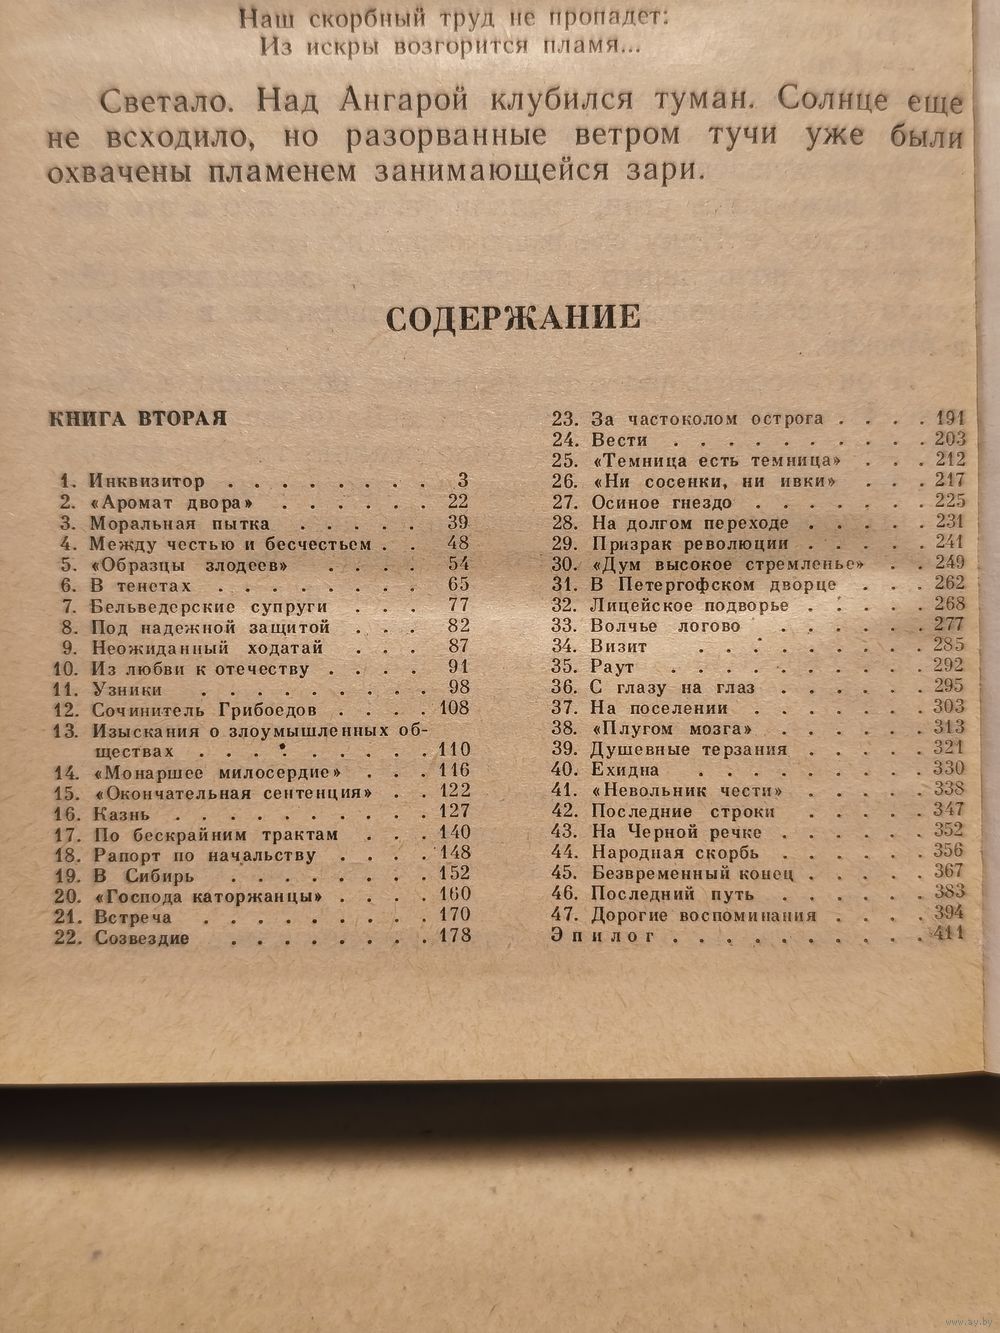 Наш скорбный труд не пропадет:
Из искры возгорится пламя...
Светало. Над Ангарой клубился туман. Солнце еще
не всходило, но разорванные ветром тучи уже были
охвачены пламенем занимающейся зари.
СОДЕРЖАНИЕ
КНИГА ВТОРАЯ
1. Инквизитор . . . . . . . . 3
2. «Аромат двора» . . . . . . 22
3. Моральная пытка . . . . . 39
4. Между честью и бесчестьем . . 48
5. «Образцы злодеев» . . . . . 54
6. В тенетах . . . . . . . . 65
7. Бельведерские супруги . . . 77
8. Под надежной защитой . . . 82
9. Неожиданный ходатай . . . 87
10. Из любви к отечеству . . . . 91
11. Узники . . . . . . . . . 98
12. Сочинитель Грибоедов . . . . 108
13. Изыскания о злоумышленных об-
ществах . . . . . . . . . 110
14. «Монаршее милосердие» . . . 116
15. «Окончательная сентенция» . . 122
16. Казнь . . . . . . . . . . 127
17. По бескрайним трактам . . . 140
18. Рапорт по начальству . . . . 148
19. В Сибирь . . . . . . . . 152
20. «Господа каторжанцы» . . . . 160
21. Встреча . . . . . . . . . 170
22. Созвездие . . . . . . . . 178
23. За частоколом острога . . . . 191
24. Вести . . . . . . . . . . 203
25. «Темница есть темница» . . . 212
26. «Ни сосенки, ни ивки» . . . 217
27. Осиное гнездо . . . . . . . 225
28. На долгом переходе . . . . . 231
29. Призрак революции . . . . . 241
30. «Дум высокое стремленье» . . 249
31. В Петергофском дворце . . . 262
32. Лицейское подворье . . . . . 268
33. Волчье логово . . . . . . 277
34. Визит . . . . . . . . . 285
35. Раут . . . . . . . . . . 292
36. С глазу на глаз . . . . . . 295
37. На поселении . . . . . . . 303
38. «Плугом мозга» . . . . . . 313
39. Душевные терзания . . . . . 321
40. Ехидна . . . . . . . . . 330
41. «Невольник чести» . . . . . 338
42. Последние строки . . . . . 347
43. На Черной речке . . . . . . 352
44. Народная скорбь . . . . . . 356
45. Безвременный конец . . . . . 367
46. Последний путь . . . . . . 383
47. Дорогие воспоминания . . . . 394
Эпилог . . . . . . . . . . 411
www.ay.by